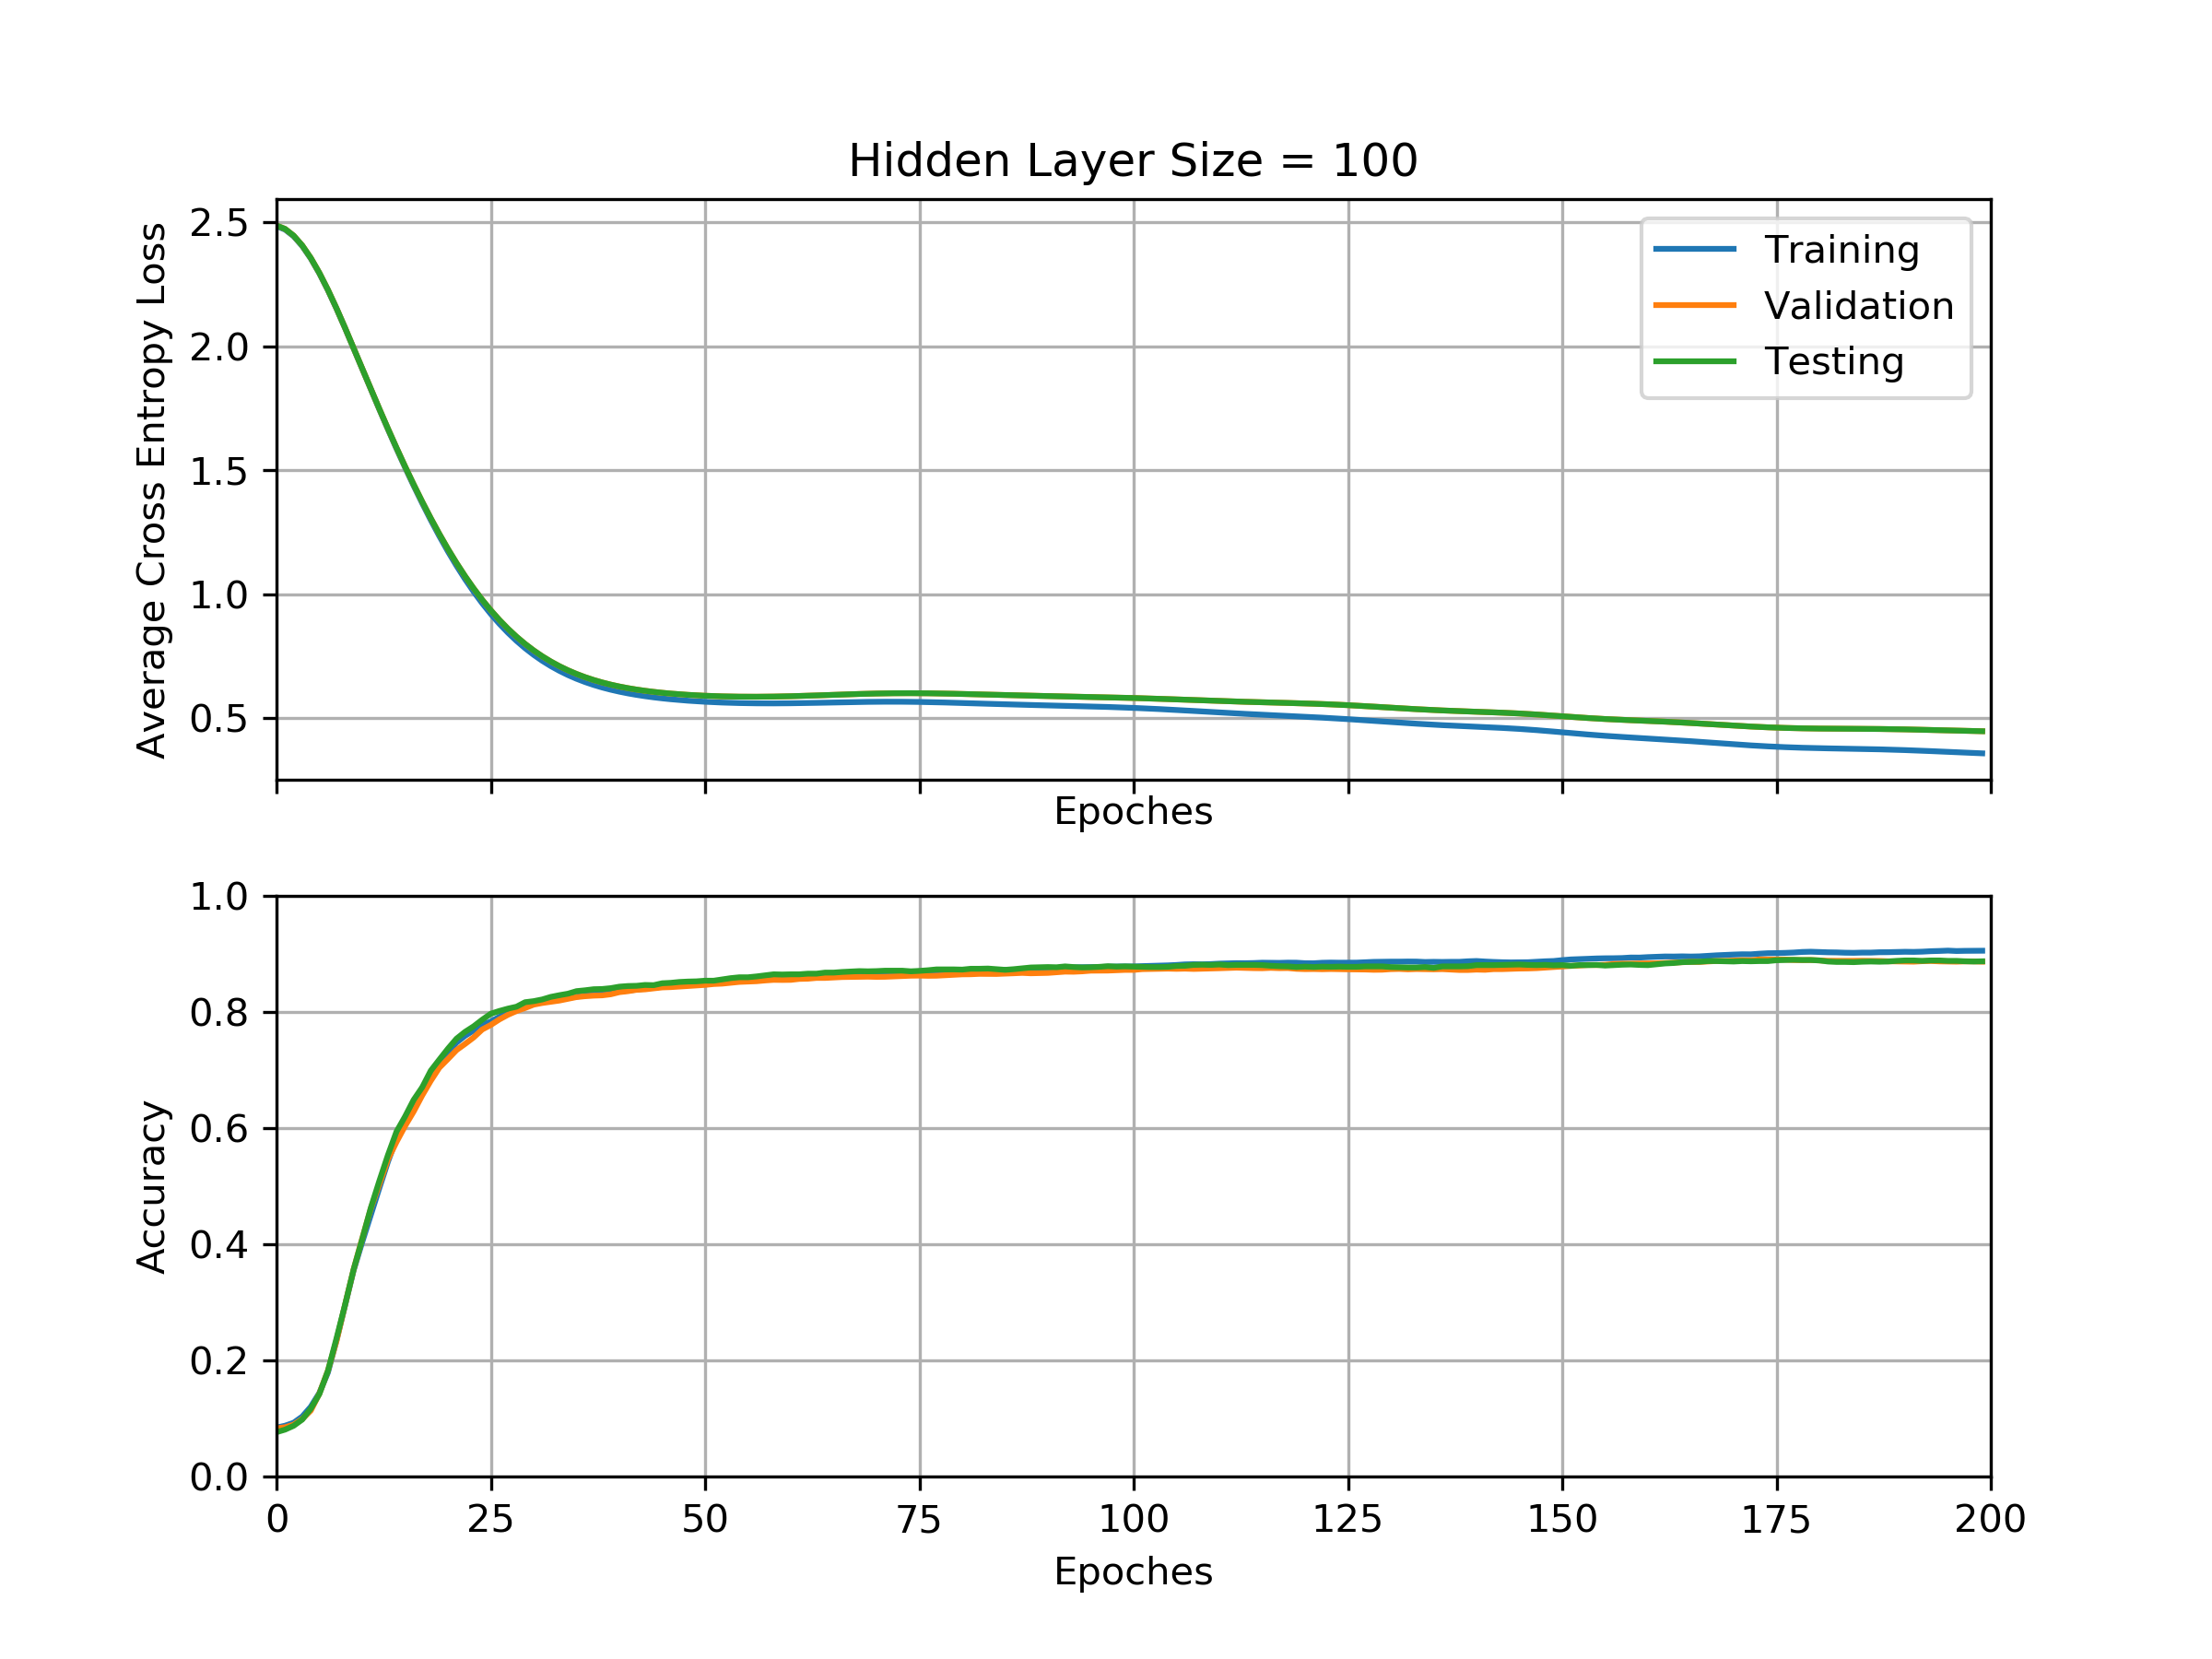 Hidden Layer Size = 100
Average Cross Entropy Loss
2.5
2.0
1.5
1.0
0.5
Training
Validation
Testing
Epoches
Accuracy
1.0
0.8
0.6
0.4
0.2
0.0
0 25 50 75 100 125 150 175 200
Epoches